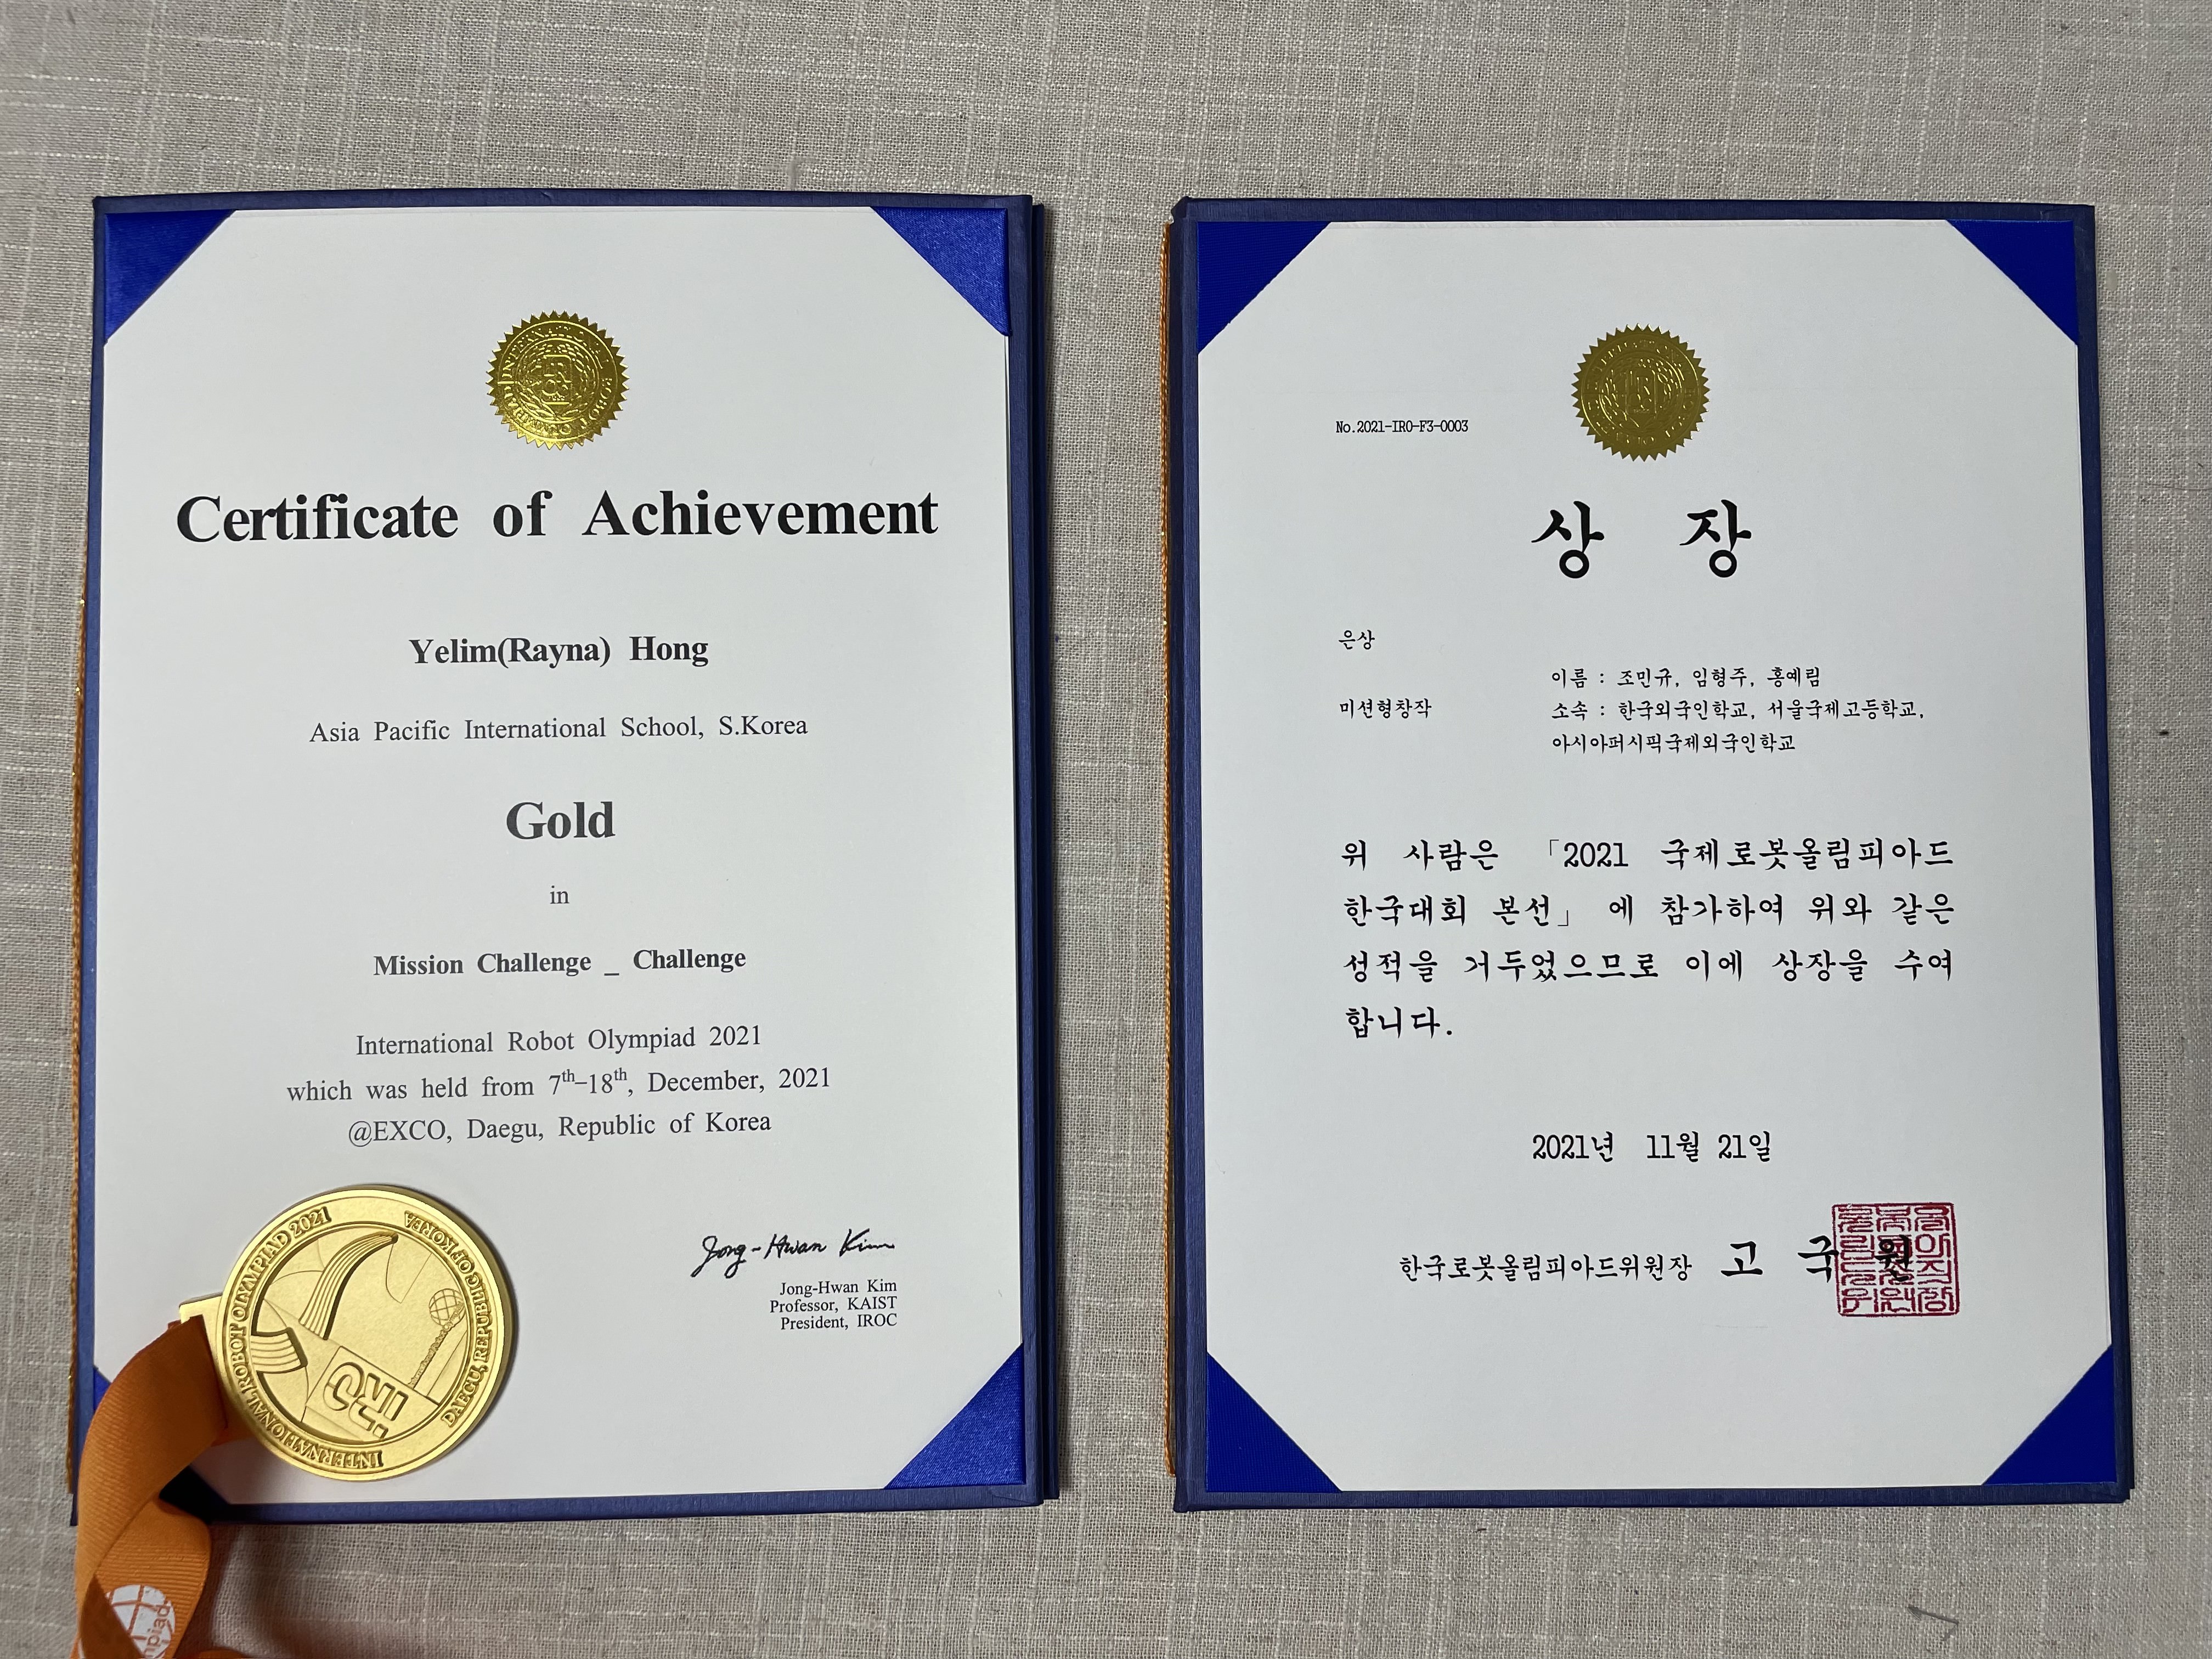 Certificate of Achievement
Yelim(Rayna) Hong
Asia Pacific International School, S.Korea
Gold
in
Mission Challenge _ Challenge
International Robot Olympiad 2021
which was held from 7th-18th, December, 2021
@EXCO, Daegu, Republic of Korea
Jong-Hwan Kim
Jong-Hwan Kim
Professor, KAIST
President, IROC
INTERNATIONAL ROBOT OLYMPIAD 2021
DAEGU, REPUBLIC OF KOREA
IRO
No.2021-IRO-F3-0003
상 장
은상
이름 : 조민규, 임형주, 홍예림
미션형창작
소속 : 한국외국인학교, 서울국제고등학교,
아시아퍼시픽국제외국인학교
위 사람은 「2021 국제로봇올림피아드
한국대회 본선」 에 참가하여 위와 같은
성적을 거두었으므로 이에 상장을 수여
합니다.
2021년 11월 21일
한국로봇올림피아드위원장 고 국 원